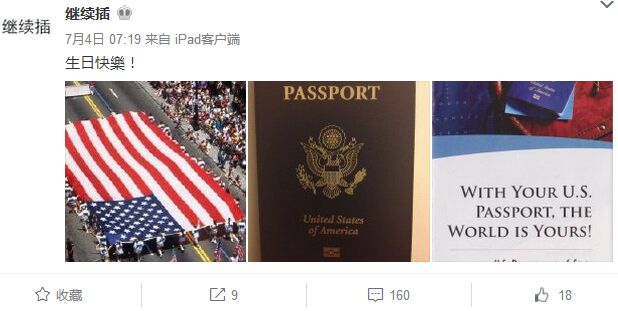 继续插
继续插
7月4日 07:19 来自 iPad客户端
生日快樂！
PASSPORT
United States
of America
WITH YOUR U.S.
PASSPORT, THE
WORLD IS YOURS!
收藏
9
160
18